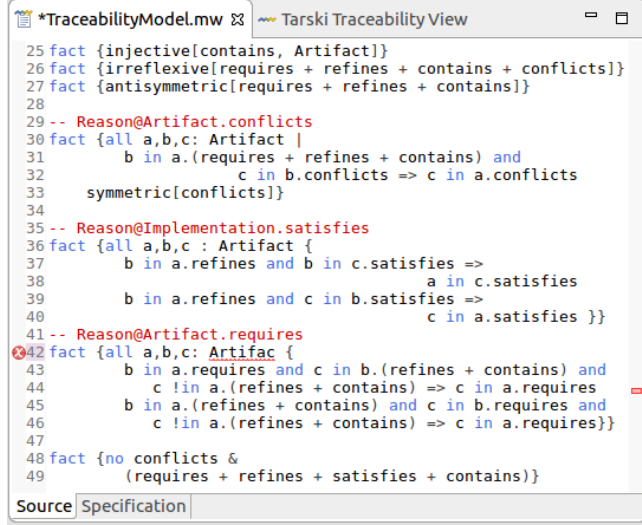 *TraceabilityModel.mw Tarski Traceability View
25 fact {injective[contains, Artifact]}
26 fact {irreflexive[requires + refines + contains + conflicts]}
27 fact {antisymmetric[requires + refines + contains]}
28
29 -- Reason@Artifact.conflicts
30 fact {all a,b,c: Artifact |
31 b in a.(requires + refines + contains) and
32 c in b.conflicts => c in a.conflicts
33 symmetric[conflicts]}
34
35 -- Reason@Implementation.satisfies
36 fact {all a,b,c : Artifact {
37 b in a.refines and b in c.satisfies =>
38 a in c.satisfies
39 b in a.refines and c in b.satisfies =>
40 c in a.satisfies }}
41 -- Reason@Artifact.requires
42 fact {all a,b,c: Artifac {
43 b in a.requires and c in b.(refines + contains) and
44 c !in a.(refines + contains) => c in a.requires
45 b in a.(refines + contains) and c in b.requires and
46 c !in a.(refines + contains) => c in a.requires}}
47
48 fact {no conflicts &
49 (requires + refines + satisfies + contains)}
Source Specification